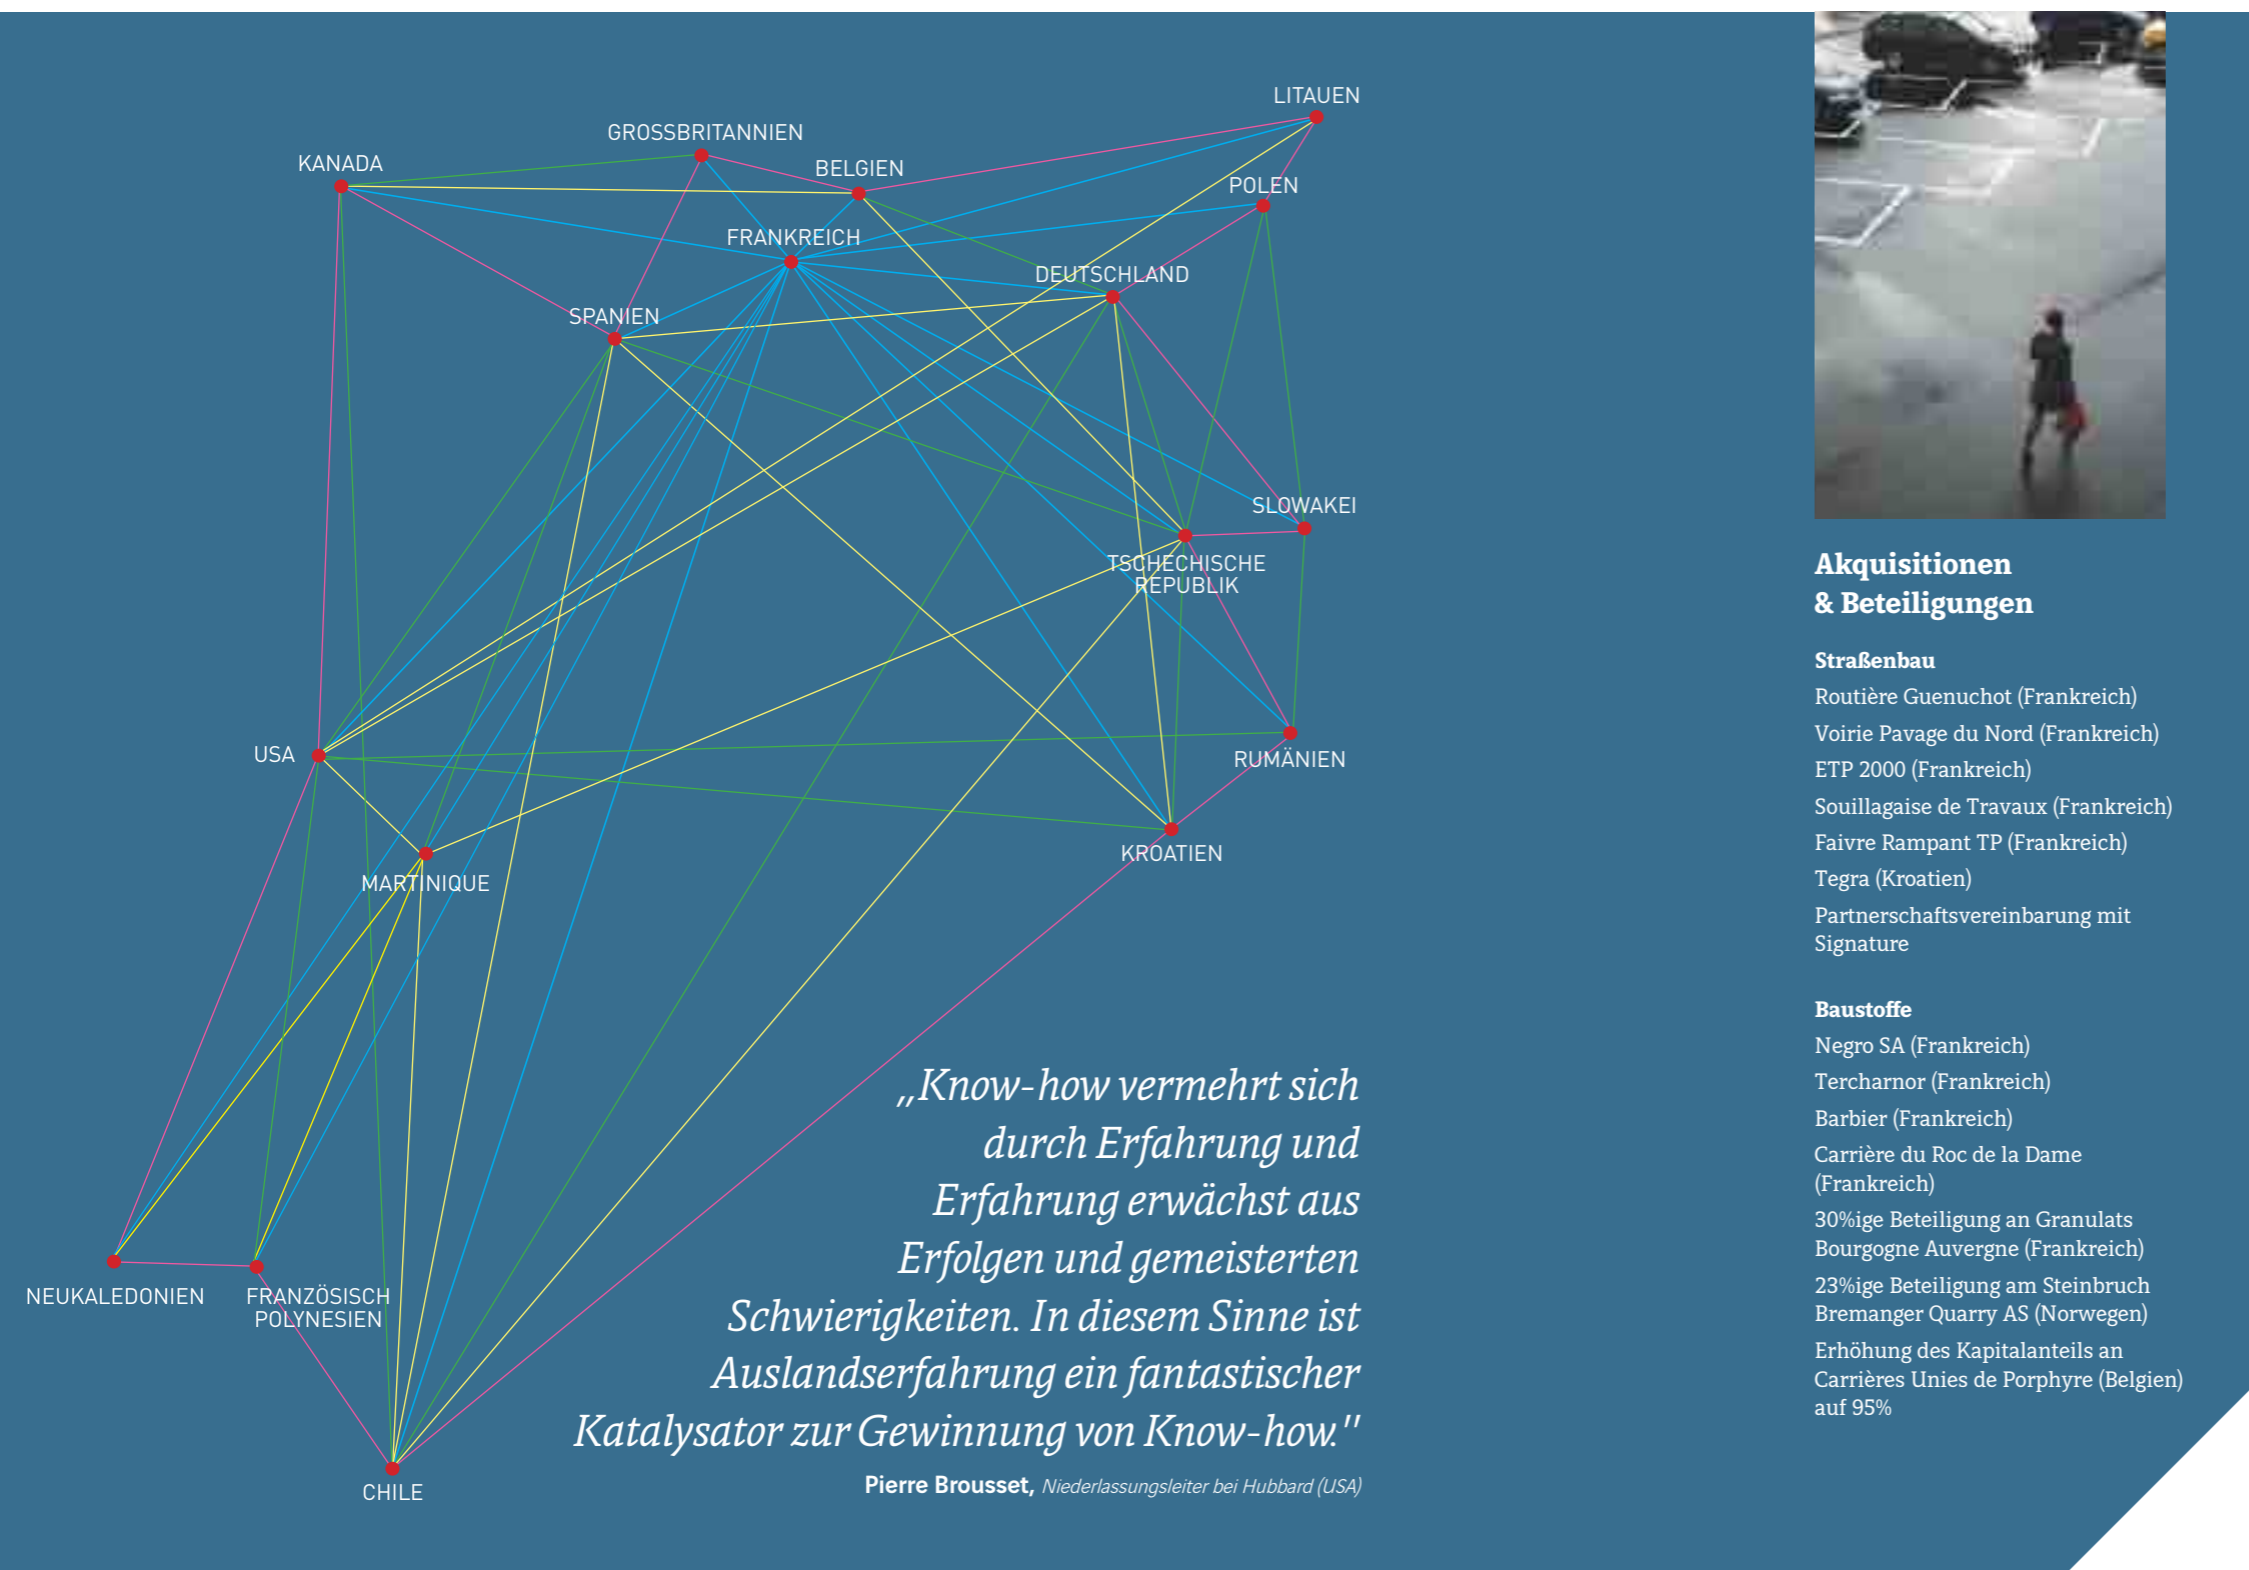 LITAUEN
GROSSBRITANNIEN
KANADA
BELGIEN
POLEN
FRANKREICH
DEUTSCHLAND
SPANIEN
SLOWAKEI
TSCHECHISCHE
REPUBLIK
USA
RUMÄNIEN
KROATIEN
MARTINIQUE
NEUKALEDONIEN
FRANZÖSISCH
POLYNESIEN
CHILE
„Know-how vermehrt sich
durch Erfahrung und
Erfahrung erwächst aus
Erfolgen und gemeisterten
Schwierigkeiten. In diesem Sinne ist
Auslandserfahrung ein fantastischer
Katalysator zur Gewinnung von Know-how."
Pierre Brousset, Niederlassungsleiter bei Hubbard (USA)
Akquisitionen
& Beteiligungen
Straßenbau
Routière Guenuchot (Frankreich)
Voirie Pavage du Nord (Frankreich)
ETP 2000 (Frankreich)
Souillagaise de Travaux (Frankreich)
Faivre Rampant TP (Frankreich)
Tegra (Kroatien)
Partnerschaftsvereinbarung mit
Signature
Baustoffe
Negro SA (Frankreich)
Tercharnor (Frankreich)
Barbier (Frankreich)
Carrière du Roc de la Dame
(Frankreich)
30%ige Beteiligung an Granulats
Bourgogne Auvergne (Frankreich)
23%ige Beteiligung am Steinbruch
Bremanger Quarry AS (Norwegen)
Erhöhung des Kapitalanteils an
Carrières Unies de Porphyre (Belgien)
auf 95%